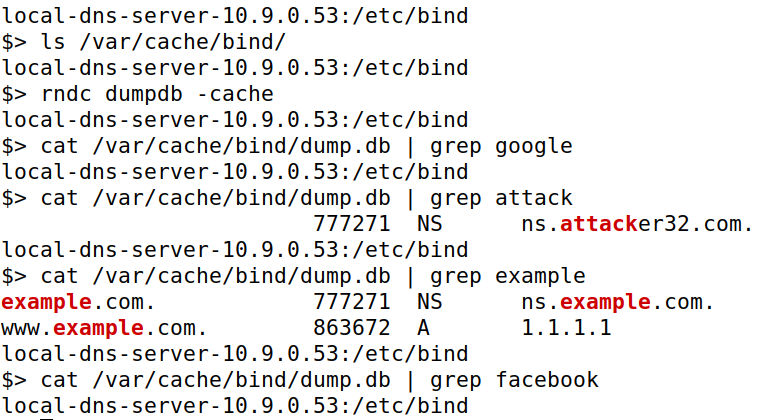 local-dns-server-10.9.0.53:/etc/bind
$> ls /var/cache/bind/
local-dns-server-10.9.0.53:/etc/bind
$> rndc dumpdb -cache
local-dns-server-10.9.0.53:/etc/bind
$> cat /var/cache/bind/dump.db | grep google
local-dns-server-10.9.0.53:/etc/bind
$> cat /var/cache/bind/dump.db | grep attack
                        777271  NS      ns.attacker32.com.
local-dns-server-10.9.0.53:/etc/bind
$> cat /var/cache/bind/dump.db | grep example
example.com.            777271  NS      ns.example.com.
www.example.com.        863672  A       1.1.1.1
local-dns-server-10.9.0.53:/etc/bind
$> cat /var/cache/bind/dump.db | grep facebook
local-dns-server-10.9.0.53:/etc/bind